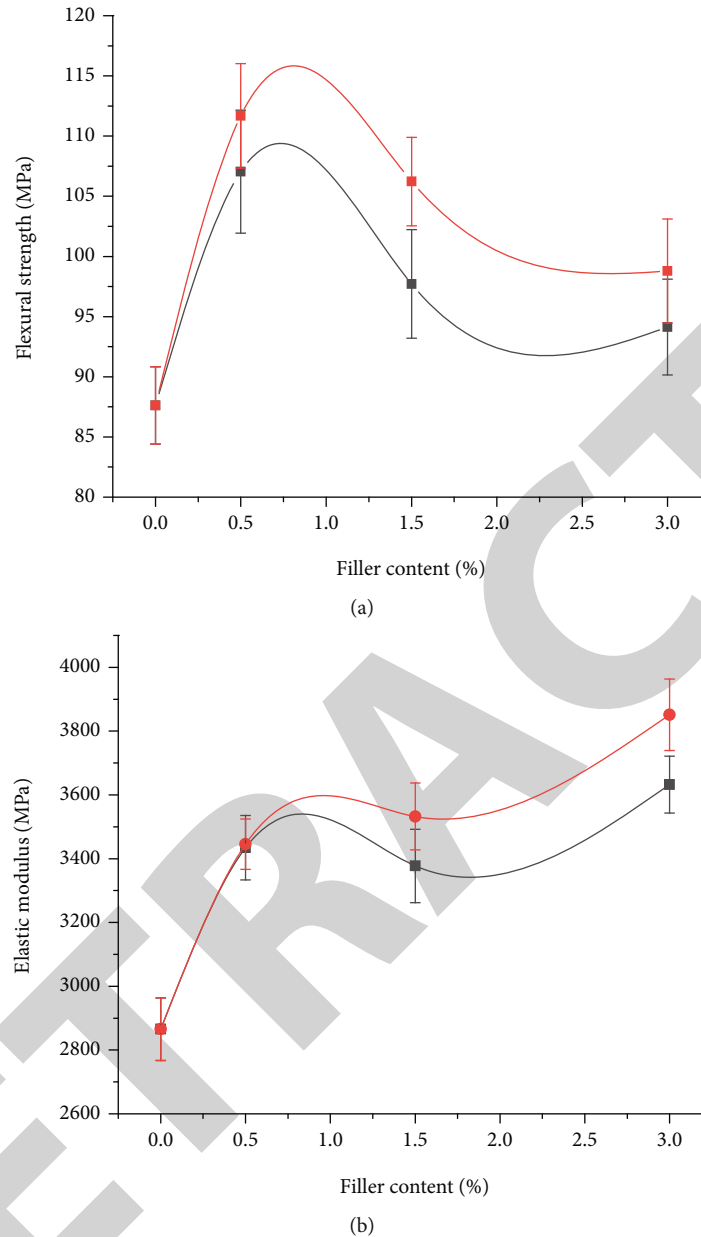 120
115
110
105
100
95
90
85
80
Flexural strength (MPa)
0.0 0.5 1.0 1.5 2.0 2.5 3.0
Filler content (%)
(a)
4000
3800
3600
3400
3200
3000
2800
2600
Elastic modulus (MPa)
0.0 0.5 1.0 1.5 2.0 2.5 3.0
Filler content (%)
(b)
ETRACT